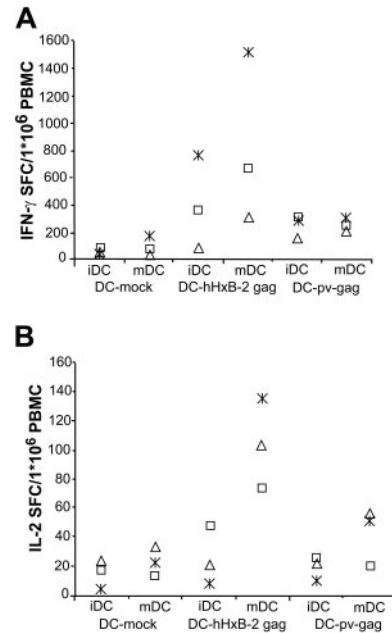 A
IFN-γ SFC/1*10⁶ PBMC
1600
1400
1200
1000
800
600
400
200
0
iDC mDC iDC mDC iDC mDC
DC-mock DC-hHxB-2 gag DC-pv-gag
B
IL-2 SFC/1*10⁶ PBMC
160
140
120
100
80
60
40
20
0
iDC mDC iDC mDC iDC mDC
DC-mock DC-hHxB-2 gag DC-pv-gag